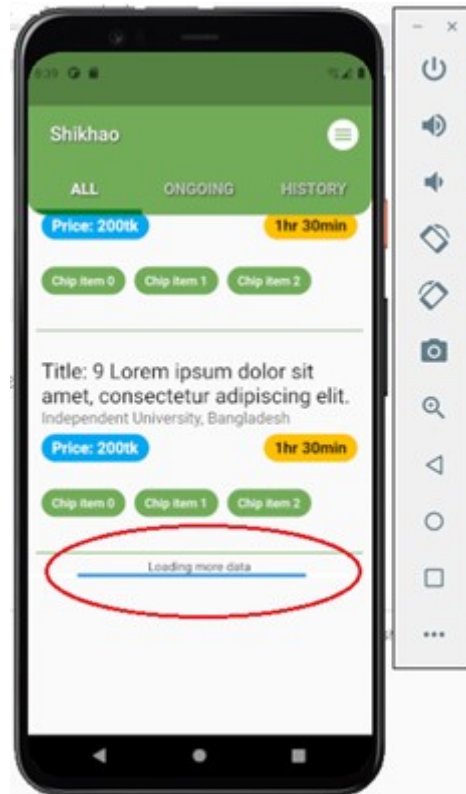 Shikhao
ALL ONGOING HISTORY
Price: 200tk 1hr 30min
Chip item 0 Chip item 1 Chip item 2
Title: 9 Lorem ipsum dolor sit
amet, consectetur adipiscing elit.
Independent University, Bangladesh
Price: 200tk 1hr 30min
Chip item 0 Chip item 1 Chip item 2
Loading more data